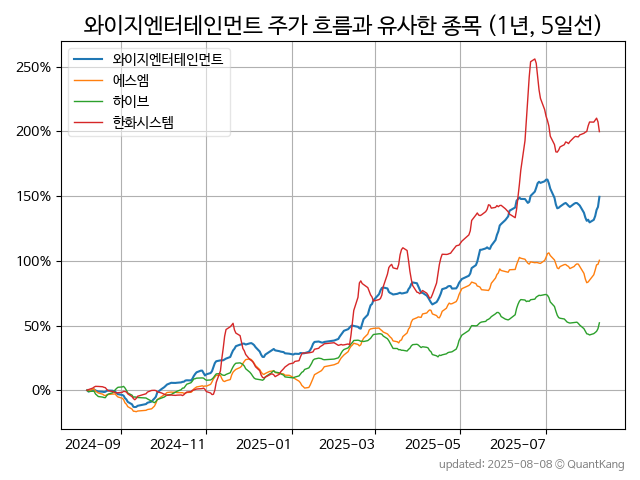 와이지엔터테인먼트 주가 흐름과 유사한 종목 (1년, 5일선)
와이지엔터테인먼트
에스엠
하이브
한화시스템
250%
200%
150%
100%
50%
0%
2024-09 2024-11 2025-01 2025-03 2025-05 2025-07
updated: 2025-08-08 © QuantKang